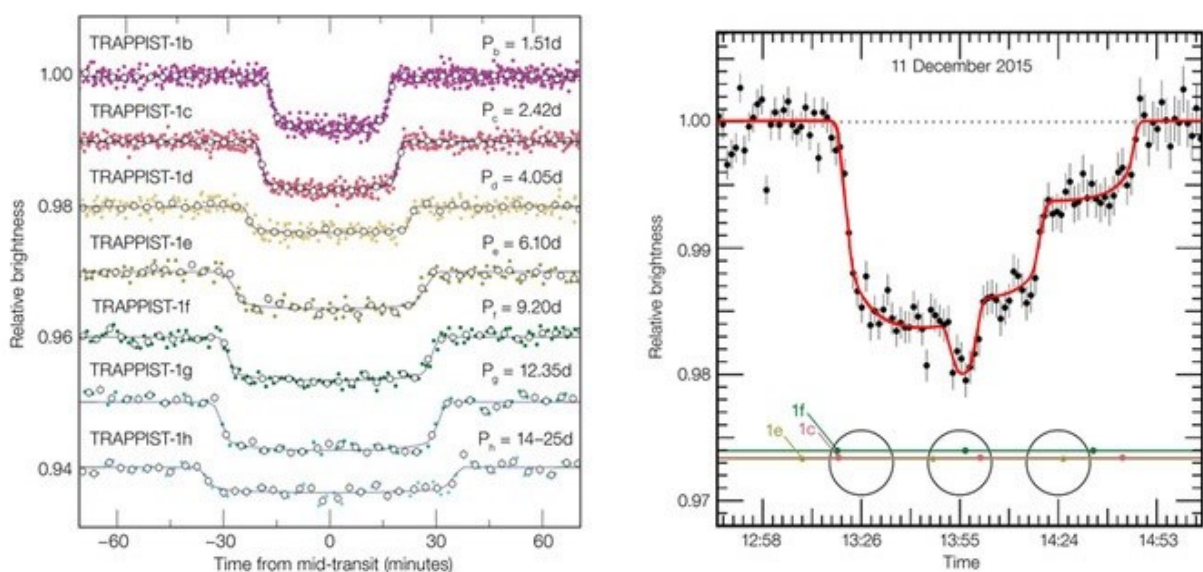 TRAPPIST-1b
P_b = 1.51d
1.00
TRAPPIST-1c
P_c = 2.42d
TRAPPIST-1d
P_d = 4.05d
0.98
TRAPPIST-1e
P_e = 6.10d
TRAPPIST-1f
P_f = 9.20d
0.96
TRAPPIST-1g
P_g = 12.35d
TRAPPIST-1h
P_h = 14–25d
0.94
Relative brightness
−60 −30 0 30 60
Time from mid-transit (minutes)
11 December 2015
1.00
0.99
0.98
0.97
Relative brightness
1f
1c
1e
12:58 13:26 13:55 14:24 14:53
Time